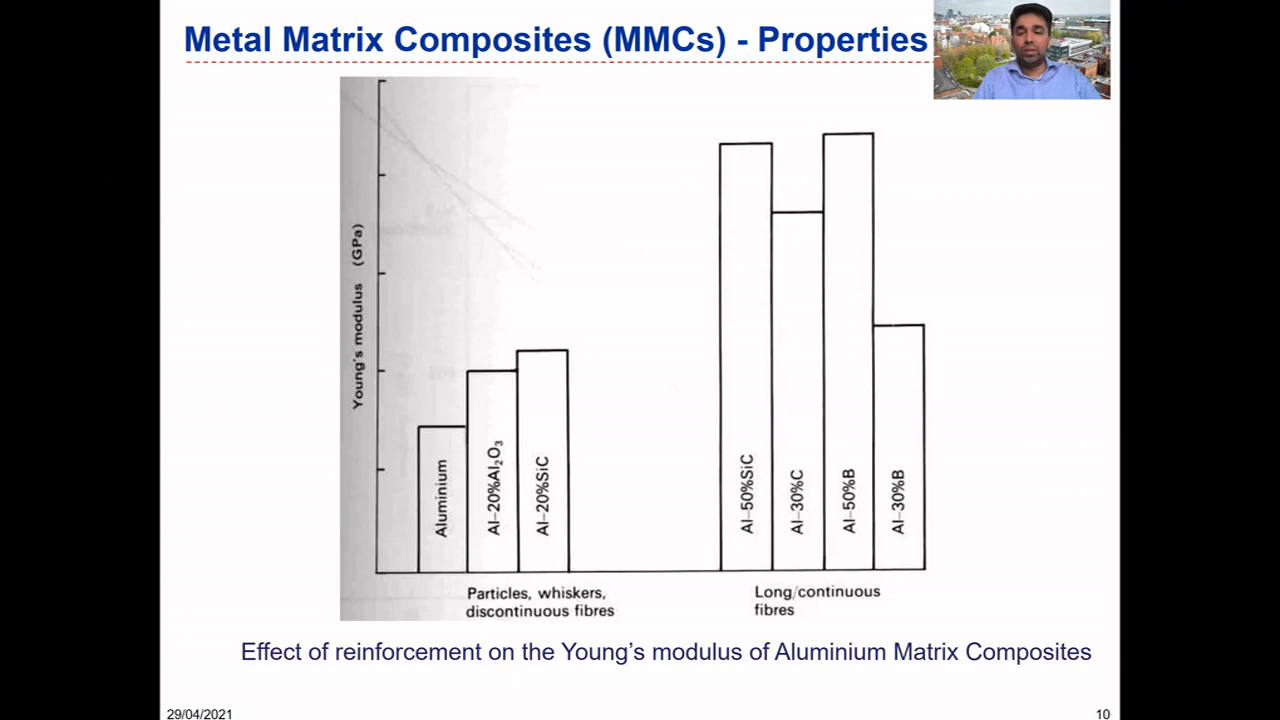 Metal Matrix Composites (MMCs) - Properties
Young's modulus (GPa)
Aluminium
Al–20%Al₂O₃
Al–20%SiC
Al–50%SiC
Al–30%C
Al–50%B
Al–30%B
Particles, whiskers,
discontinuous fibres
Long/continuous
fibres
Effect of reinforcement on the Young’s modulus of Aluminium Matrix Composites
29/04/2021
10